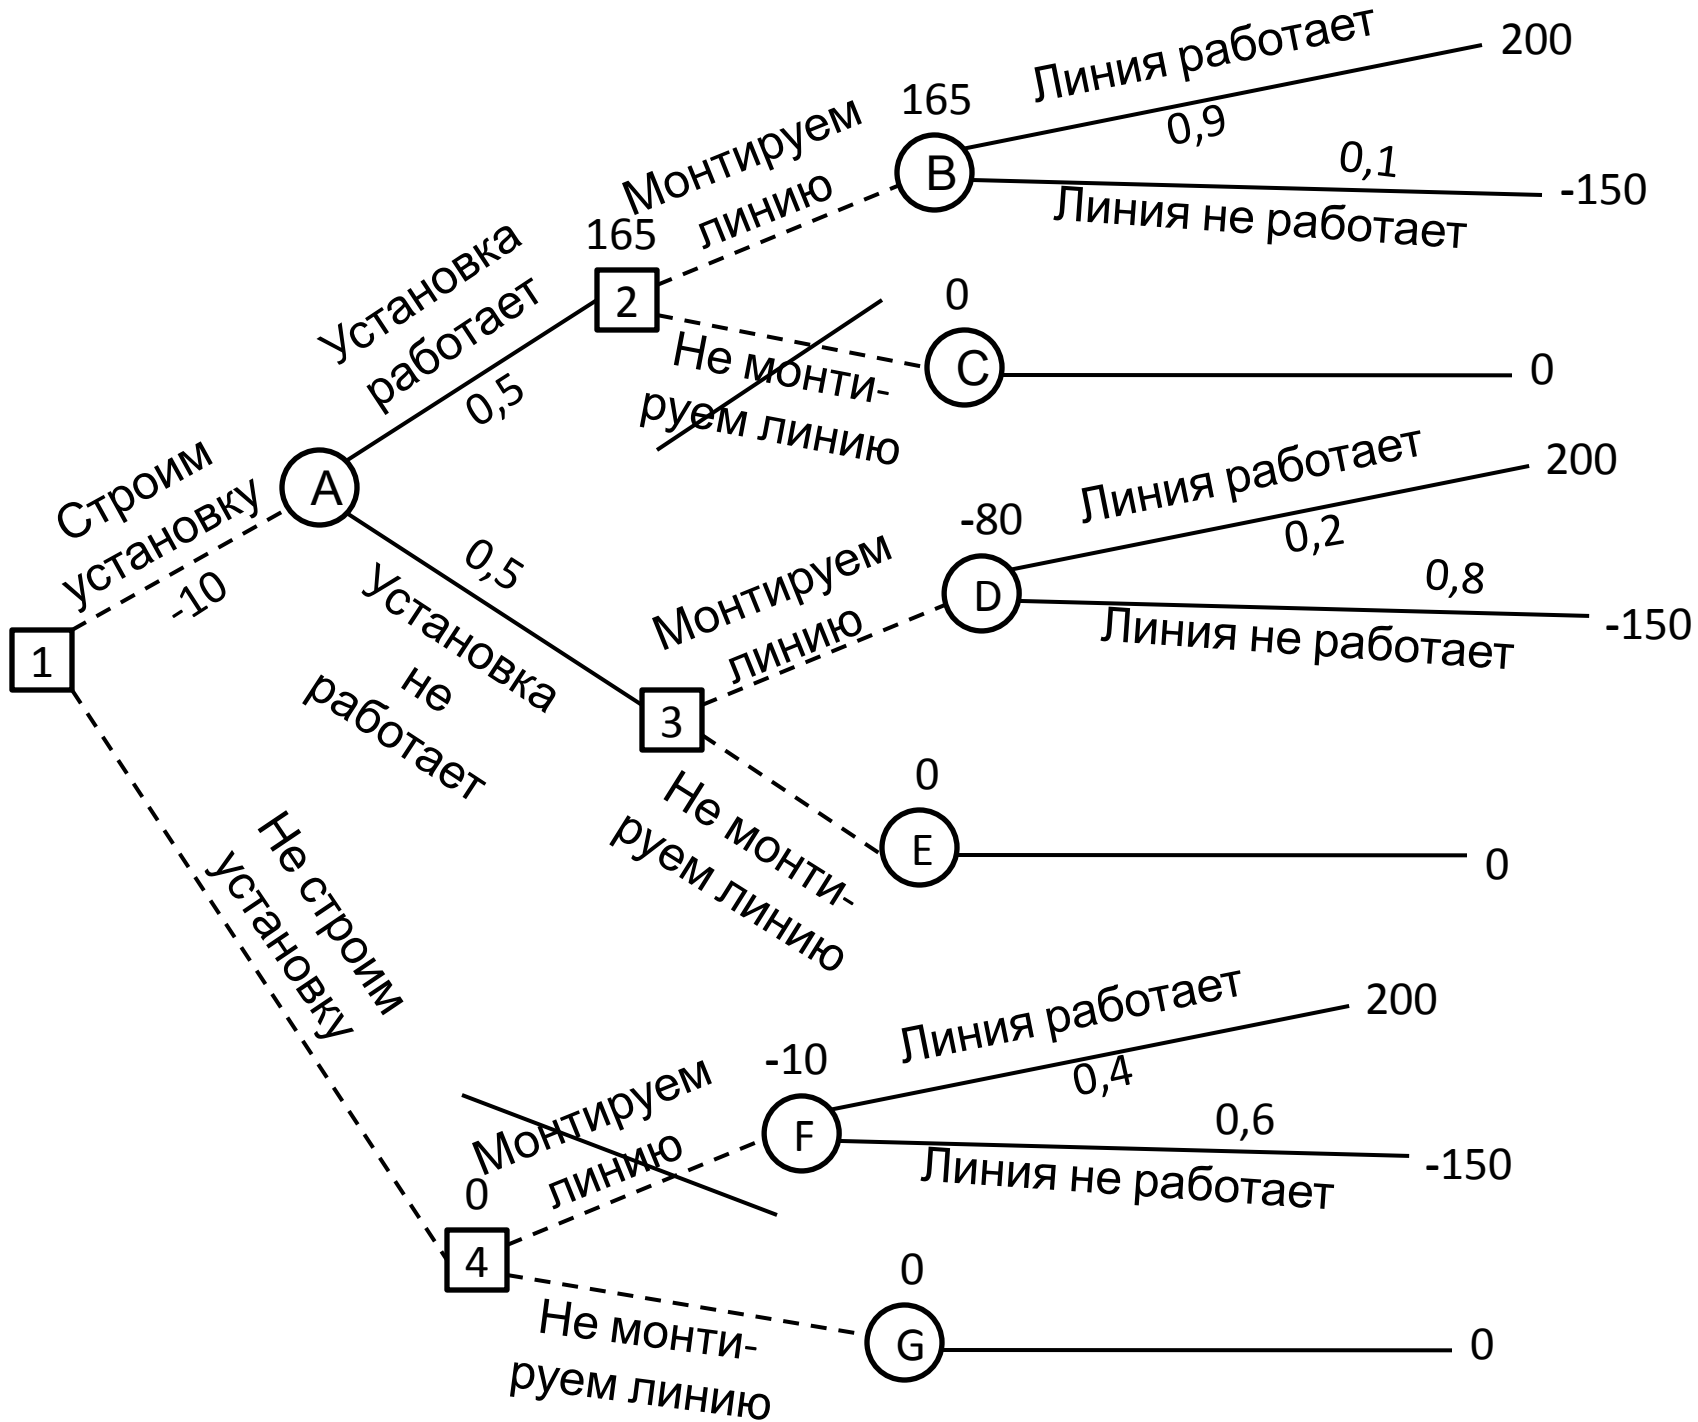 Линия работает
200
165
0,9
Монтируем
линию
B
0,1
-150
Линия не работает
165
2
Установка
работает
0,5
0
Не монти-
руем линию
C
0
Строим
установку
-10
A
Линия работает
200
-80
0,2
0,5
Монтируем
линию
D
0,8
-150
Линия не работает
1
Установка
не
работает
3
0
Не монти-
руем линию
E
0
Не строим
установку
Линия работает
200
-10
0,4
Монтируем
линию
F
0,6
-150
Линия не работает
0
4
0
Не монти-
руем линию
G
0